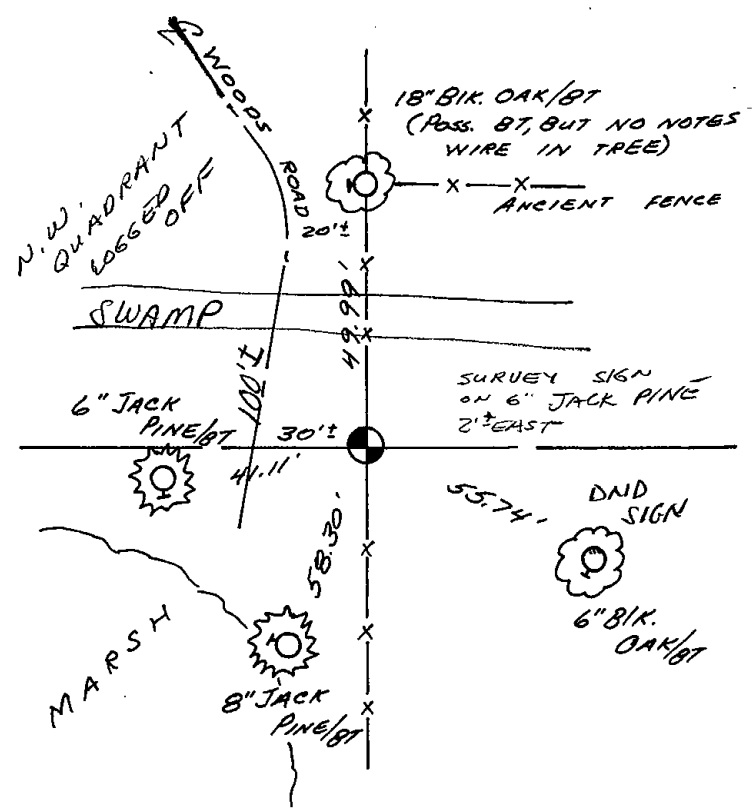 WOODS
ROAD
18" BLK. OAK/BT
(POSS. BT, BUT NO NOTES
WIRE IN TREE)
ANCIENT FENCE
N.W.
QUADRANT
LOGGED
OFF
20'±
SWAMP
49.99'
100'±
SURVEY SIGN
ON 6" JACK PINE
2'± EAST
6" JACK
PINE/BT
30'±
41.11'
58.30'
55.74'
DND
SIGN
6" BLK.
OAK/BT
MARSH
8" JACK
PINE/BT